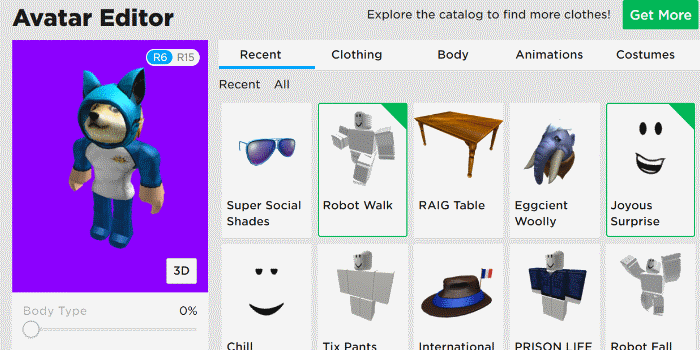 Avatar Editor
Explore the catalog to find more clothes!
Get More
R6 R15
Recent Clothing Body Animations Costumes
Recent All
Super Social Shades
Robot Walk
RAIG Table
Eggcient Woolly
Joyous Surprise
3D
Body Type 0%
Chill
Tix Pants
International
PRISON LIFE
Robot Fall